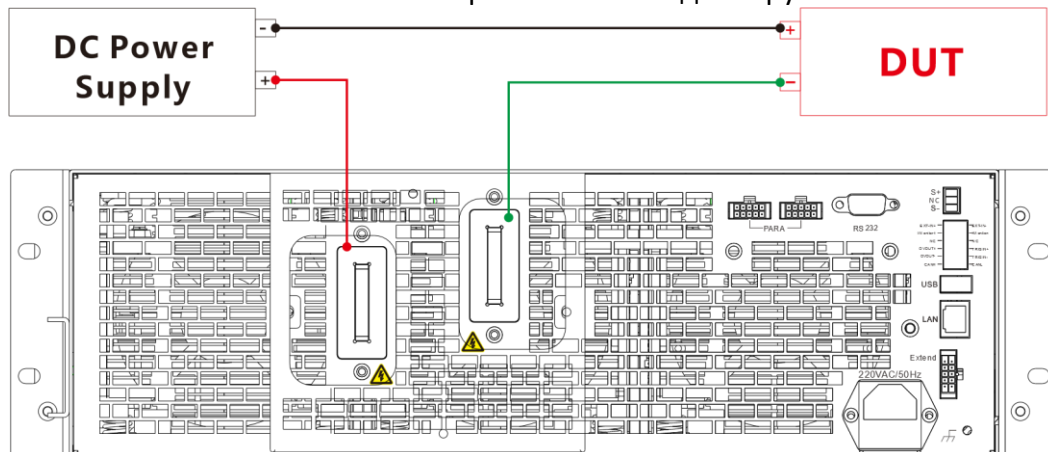 DC Power
Supply
-
+
+
-
DUT
S+
NC
S-
PARA
RS 232
USB
LAN
Extend
220VAC/50Hz